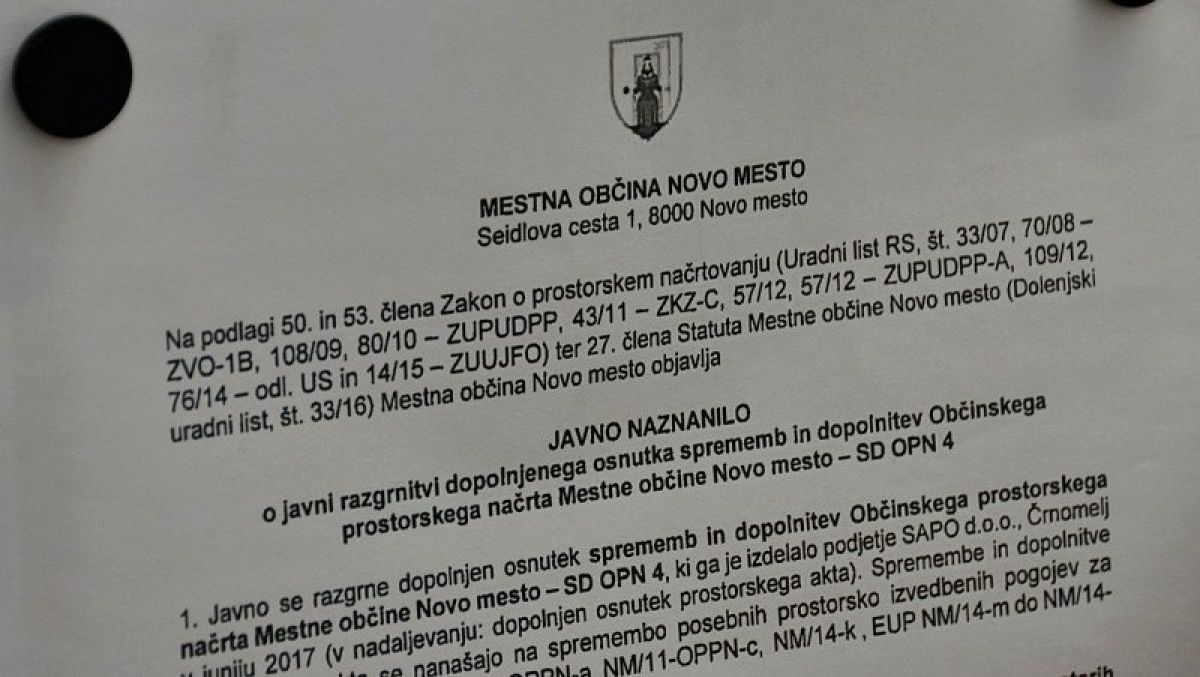 MESTNA OBČINA NOVO MESTO
Seidlova cesta 1, 8000 Novo mesto
Na podlagi 50. in 53. člena Zakon o prostorskem načrtovanju (Uradni list RS, št. 33/07, 70/08 –
ZVO-1B, 108/09, 80/10 – ZUPUDPP, 43/11 – ZKZ-C, 57/12, 57/12 – ZUPUDPP-A, 109/12,
76/14 – odl. US in 14/15 – ZUUJFO) ter 27. člena Statuta Mestne občine Novo mesto (Dolenjski
uradni list, št. 33/16) Mestna občina Novo mesto objavlja
JAVNO NAZNANILO
o javni razgrnitvi dopolnjenega osnutka sprememb in dopolnitev Občinskega
prostorskega načrta Mestne občine Novo mesto – SD OPN 4
1. Javno se razgrne dopolnjen osnutek sprememb in dopolnitev Občinskega prostorskega
načrta Mestne občine Novo mesto – SD OPN 4, ki ga je izdelalo podjetje SAPO d.o.o., Črnomelj
v juniju 2017 (v nadaljevanju: dopolnjen osnutek prostorskega akta). Spremembe in dopolnitve
se nanašajo na spremembo posebnih prostorsko izvedbenih pogojev za
NM/11-OPPN-c, NM/14-k , EUP NM/14-m do NM/14-